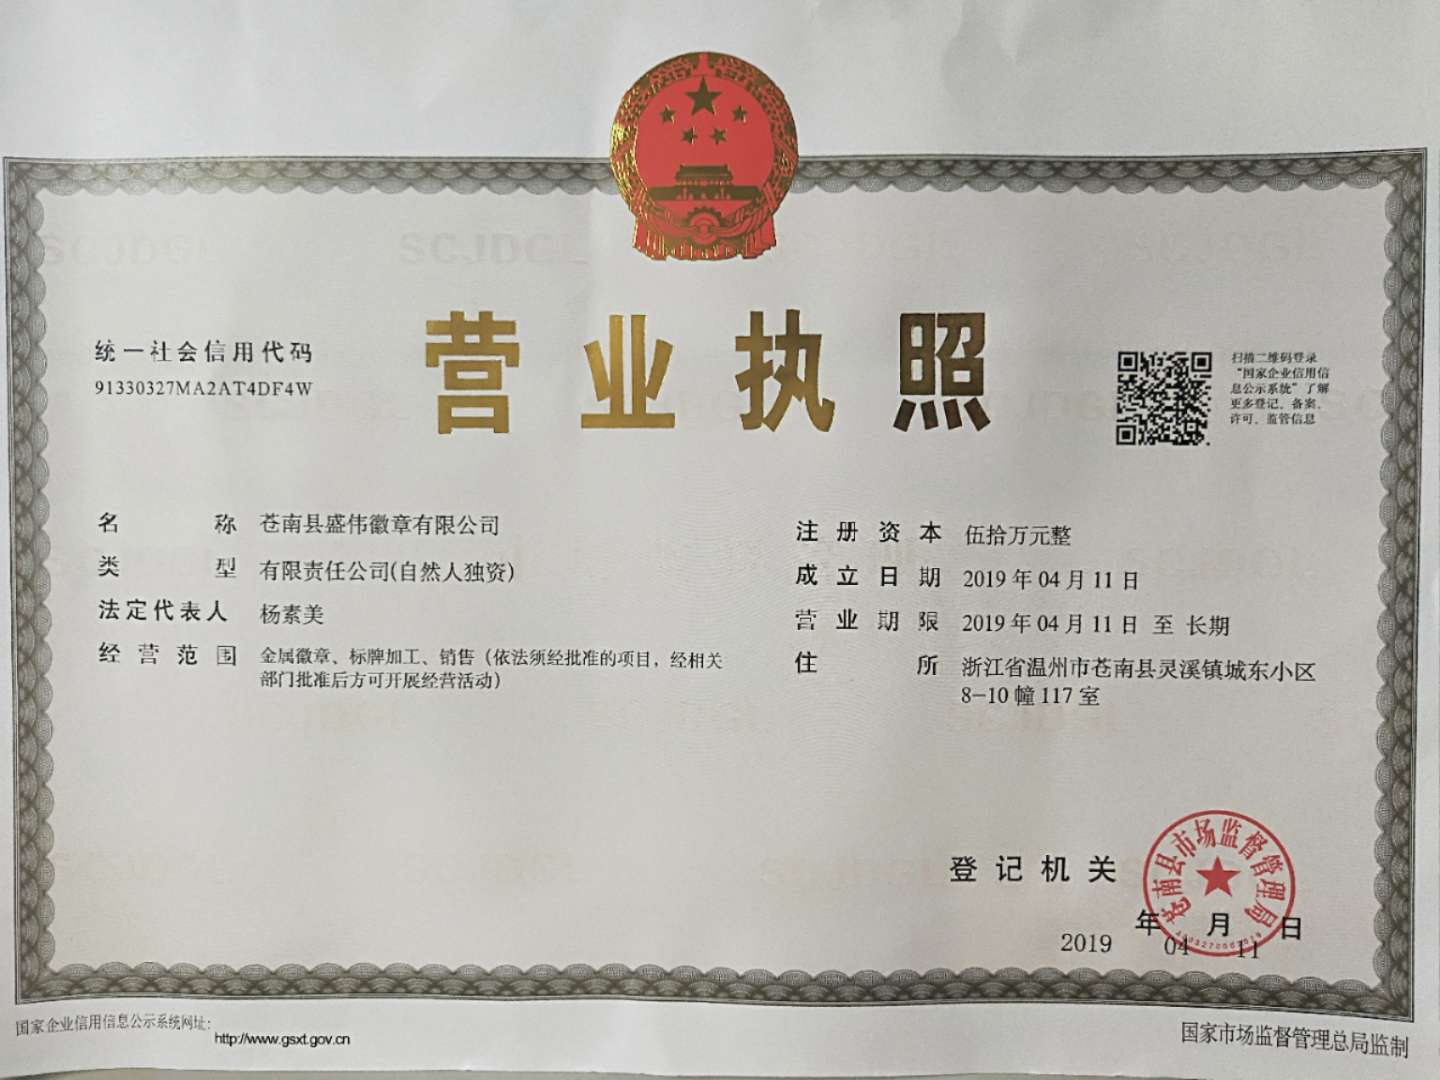 营业执照
统一社会信用代码
91330327MA2AT4DF4W
扫描二维码登录
“国家企业信用信
息公示系统”了解
更多登记、备案、
许可、监管信息
名称 苍南县盛伟徽章有限公司
类型 有限责任公司(自然人独资)
法定代表人 杨素美
经营范围 金属徽章、标牌加工、销售（依法须经批准的项目，经相关
部门批准后方可开展经营活动）
注册资本 伍拾万元整
成立日期 2019年04月11日
营业期限 2019年04月11日 至 长期
住所 浙江省温州市苍南县灵溪镇城东小区
8-10幢117室
登记机关
苍南县市场监督管理局
2019年04月11日
国家企业信用信息公示系统网址：
http://www.gsxt.gov.cn
国家市场监督管理总局监制